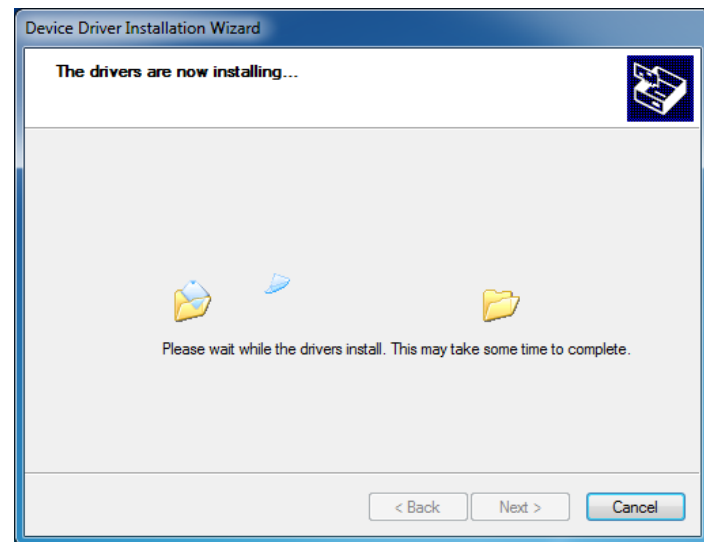 Device Driver Installation Wizard
The drivers are now installing...
Please wait while the drivers install. This may take some time to complete.
< Back Next > Cancel